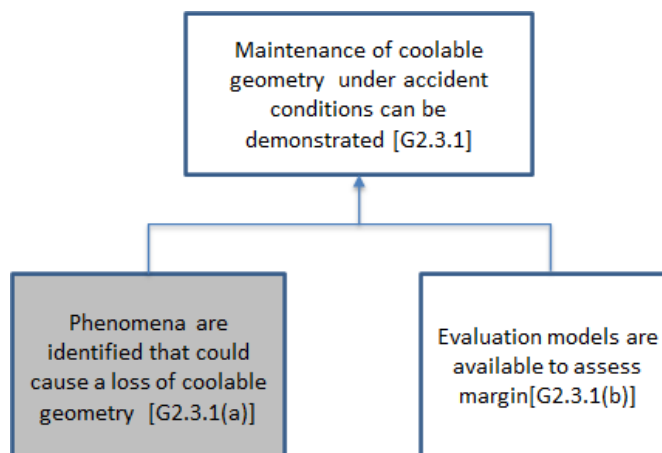 Maintenance of coolable
geometry under accident
conditions can be
demonstrated [G2.3.1]
Phenomena are
identified that could
cause a loss of coolable
geometry [G2.3.1(a)]
Evaluation models are
available to assess
margin[G2.3.1(b)]